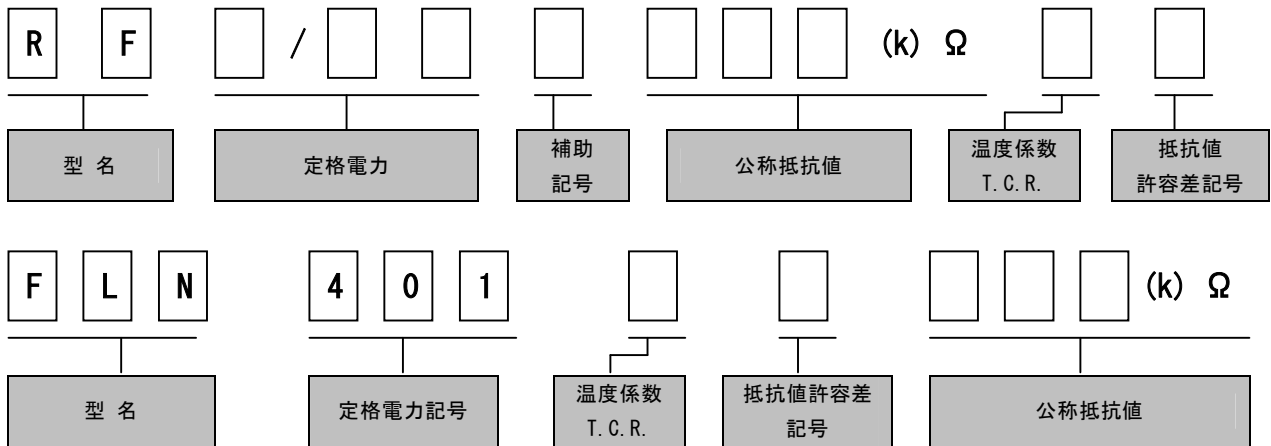 R F / (k) Ω
型 名 定格電力 補助記号 公称抵抗値 温度係数 T.C.R. 抵抗値許容差記号
F L N 4 0 1 (k) Ω
型 名 定格電力記号 温度係数 T.C.R. 抵抗値許容差記号 公称抵抗値